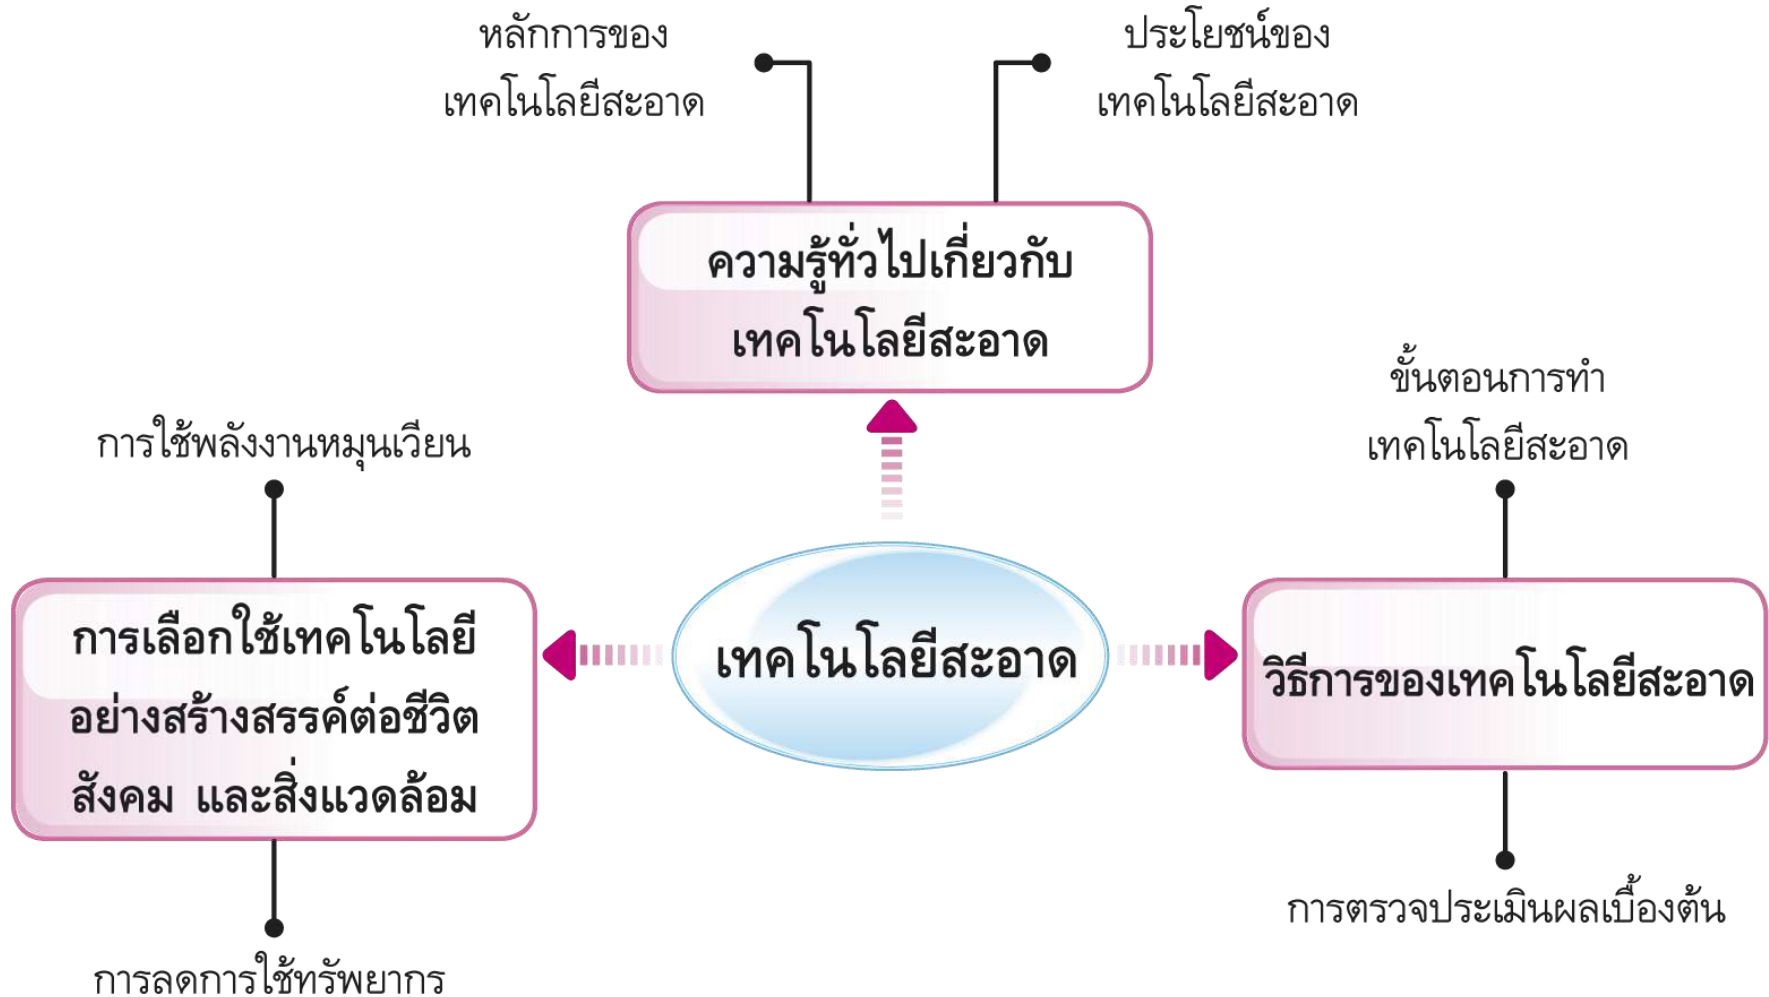 หลักการของ
เทคโนโลยีสะอาด
ประโยชน์ของ
เทคโนโลยีสะอาด
ความรู้ทั่วไปเกี่ยวกับ
เทคโนโลยีสะอาด
ขั้นตอนการทำ
เทคโนโลยีสะอาด
การใช้พลังงานหมุนเวียน
การเลือกใช้เทคโนโลยี
อย่างสร้างสรรค์ต่อชีวิต
สังคม และสิ่งแวดล้อม
เทคโนโลยีสะอาด
วิธีการของเทคโนโลยีสะอาด
การตรวจประเมินผลเบื้องต้น
การลดการใช้ทรัพยากร